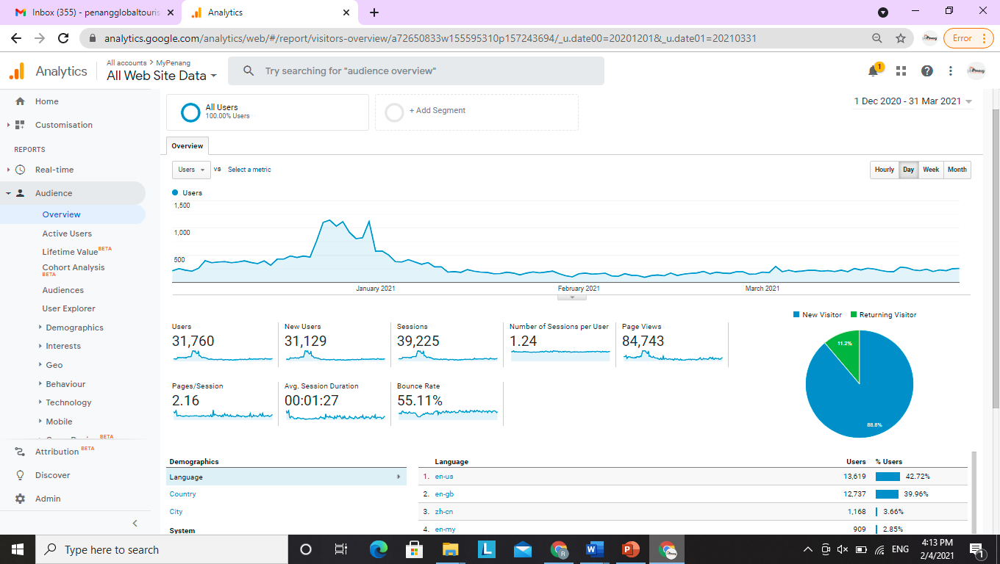 Inbox (355) - penangglobaltouris
Analytics
analytics.google.com/analytics/web/#/report/visitors-overview/a72650833w155595310p157243694/_u.date00=20201201&_u.date01=20210331
Error
Analytics
All accounts > MyPenang
All Web Site Data
Try searching for "audience overview"
1
Home
Customisation
REPORTS
Real-time
Audience
Overview
Active Users
Lifetime Value BETA
Cohort Analysis
BETA
Audiences
User Explorer
Demographics
Interests
Geo
Behaviour
Technology
Mobile
BETA
Attribution BETA
Discover
Admin
All Users
100.00% Users
+ Add Segment
1 Dec 2020 - 31 Mar 2021
Overview
Users
vs
Select a metric
Hourly
Day
Week
Month
Users
1,500
1,000
500
January 2021
February 2021
March 2021
Users
31,760
New Users
31,129
Sessions
39,225
Number of Sessions per User
1.24
Page Views
84,743
Pages/Session
2.16
Avg. Session Duration
00:01:27
Bounce Rate
55.11%
New Visitor
Returning Visitor
11.2%
88.8%
Demographics
Language
Country
City
System
Language Users % Users
1. en-us 13,619 42.72%
2. en-gb 12,737 39.96%
3. zh-cn 1,168 3.66%
4. en-my 909 2.85%
Type here to search
ENG
4:13 PM
2/4/2021
1